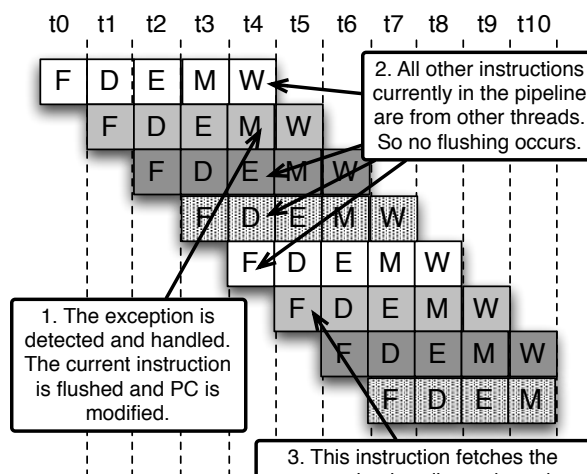 t0 t1 t2 t3 t4 t5 t6 t7 t8 t9 t10
F D E M W
2. All other instructions
currently in the pipeline
are from other threads.
So no flushing occurs.
F D E M W
F D E M W
F D E M W
F D E M W
1. The exception is
detected and handled.
The current instruction
is flushed and PC is
modified.
F D E M W
F D E M W
F D E M
3. This instruction fetches the